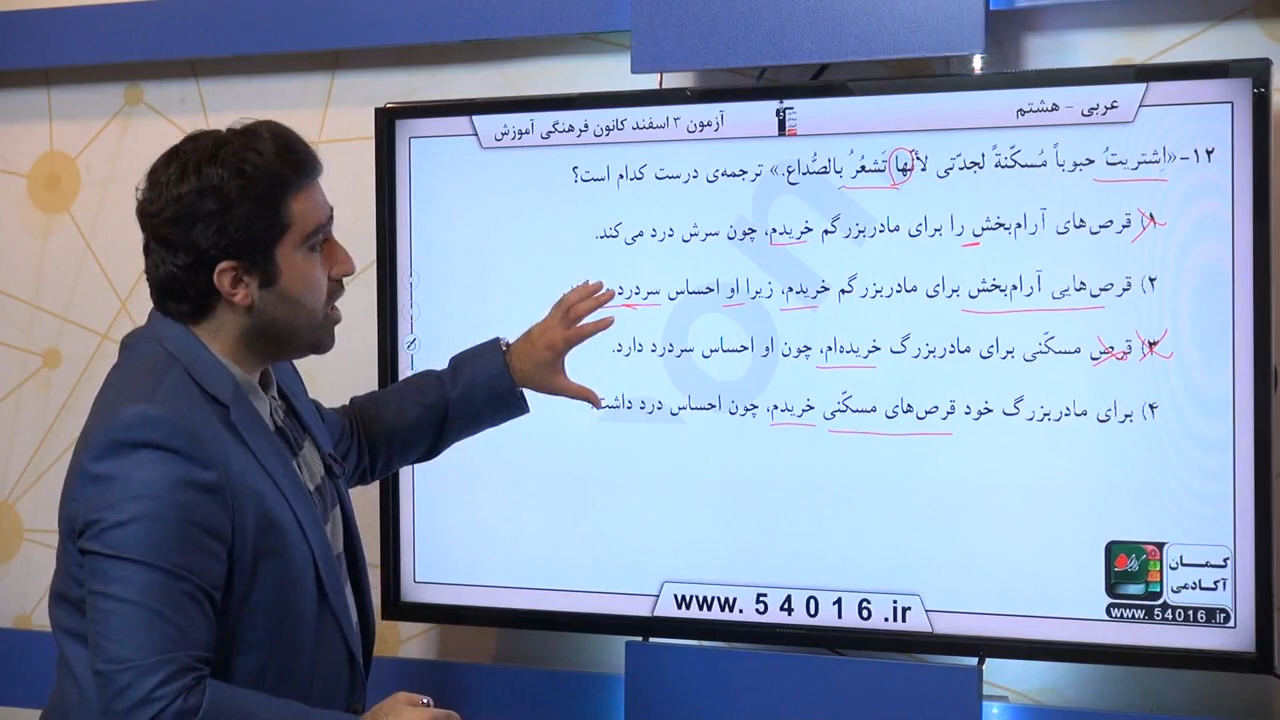 عربی - هشتم
آزمون ۳ اسفند کانون فرهنگی آموزش
۱۲- «اِشتریتُ حبوباً مُسکّنةً لجدّتی لأنّها تَشعُرُ بالصُّداع.» ترجمه‌ی درست کدام است؟
۱) قرص‌های آرام‌بخش را برای مادربزرگم خریدم، چون سرش درد می‌کند.
۲) قرص‌هایی آرام‌بخش برای مادربزرگم خریدم، زیرا او احساس سردرد
۳) قرص مسکّنی برای مادربزرگ خریده‌ام، چون او احساس سردرد دارد.
۴) برای مادربزرگ خود قرص‌های مسکّنی خریدم، چون احساس درد داشت.
کمان
آکادمی
www. 54016 .ir
www. 54016 .ir